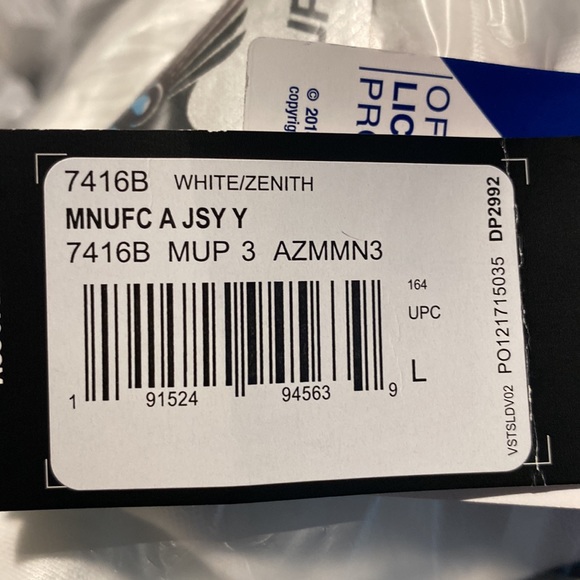 © 201
copyrig
OF
LIC
PRO
7416B WHITE/ZENITH
MNUFC A JSY Y
7416B MUP 3 AZMMN3
164
UPC
L
1 91524 94563 9
VSTSLDV02 PO121715035 DP2992